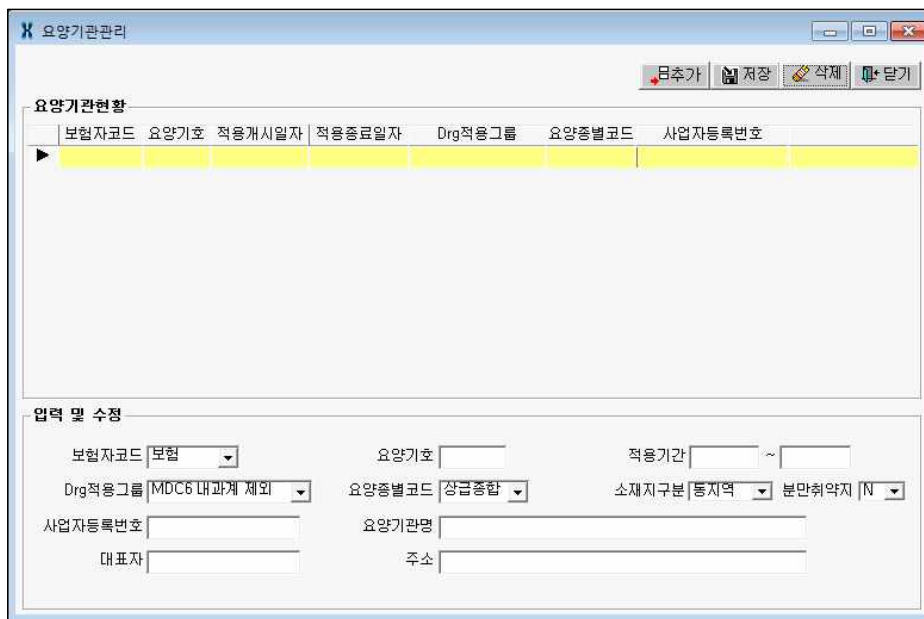 요양기관관리
추가 저장 삭제 닫기
요양기관현황
보험자코드 요양기호 적용개시일자 적용종료일자 Drg적용그룹 요양종별코드 사업자등록번호
입력 및 수정
보험자코드 보험 요양기호 적용기간 ~
Drg적용그룹 MDC6 내과계 제외 요양종별코드 상급종합 소재지구분 동지역 분만취약지 N
사업자등록번호 요양기관명
대표자 주소